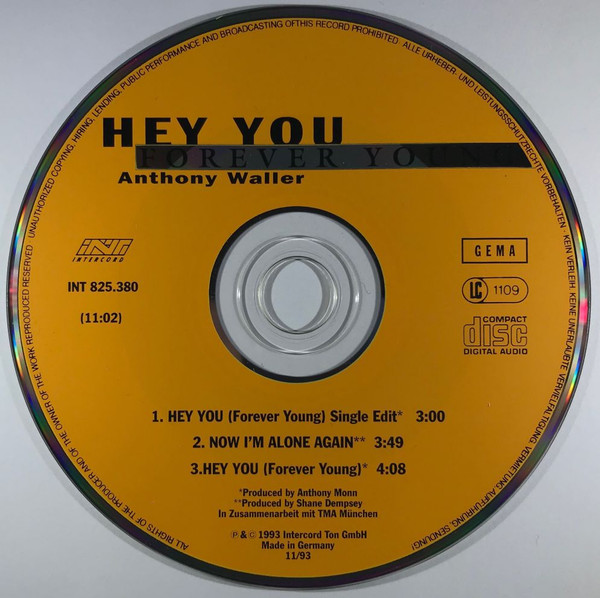 ALL RIGHTS OF THE PRODUCER AND OF THE OWNER OF THE WORK REPRODUCED RESERVED · UNAUTHORIZED COPYING, HIRING, LENDING, PUBLIC PERFORMANCE AND BROADCASTING OFTHIS RECORD PROHIBITED · ALLE URHEBER- UND LEISTUNGSSCHUTZRECHTE VORBEHALTEN · KEIN VERLEIH, KEINE UNERLAUBTE VERVIELFÄLTIGUNG, VERMIETUNG, AUFFÜHRUNG, SENDUNG!
HEY YOU
FOREVER YOUNG
Anthony Waller
INT
INTERCORD
GEMA
INT 825.380
LC 1109
(11:02)
COMPACT
disc
DIGITAL AUDIO
1. HEY YOU (Forever Young) Single Edit* 3:00
2. NOW I'M ALONE AGAIN** 3:49
3.HEY YOU (Forever Young)* 4:08
*Produced by Anthony Monn
**Produced by Shane Dempsey
In Zusammenarbeit mit TMA München
℗ & © 1993 Intercord Ton GmbH
Made in Germany
11/93